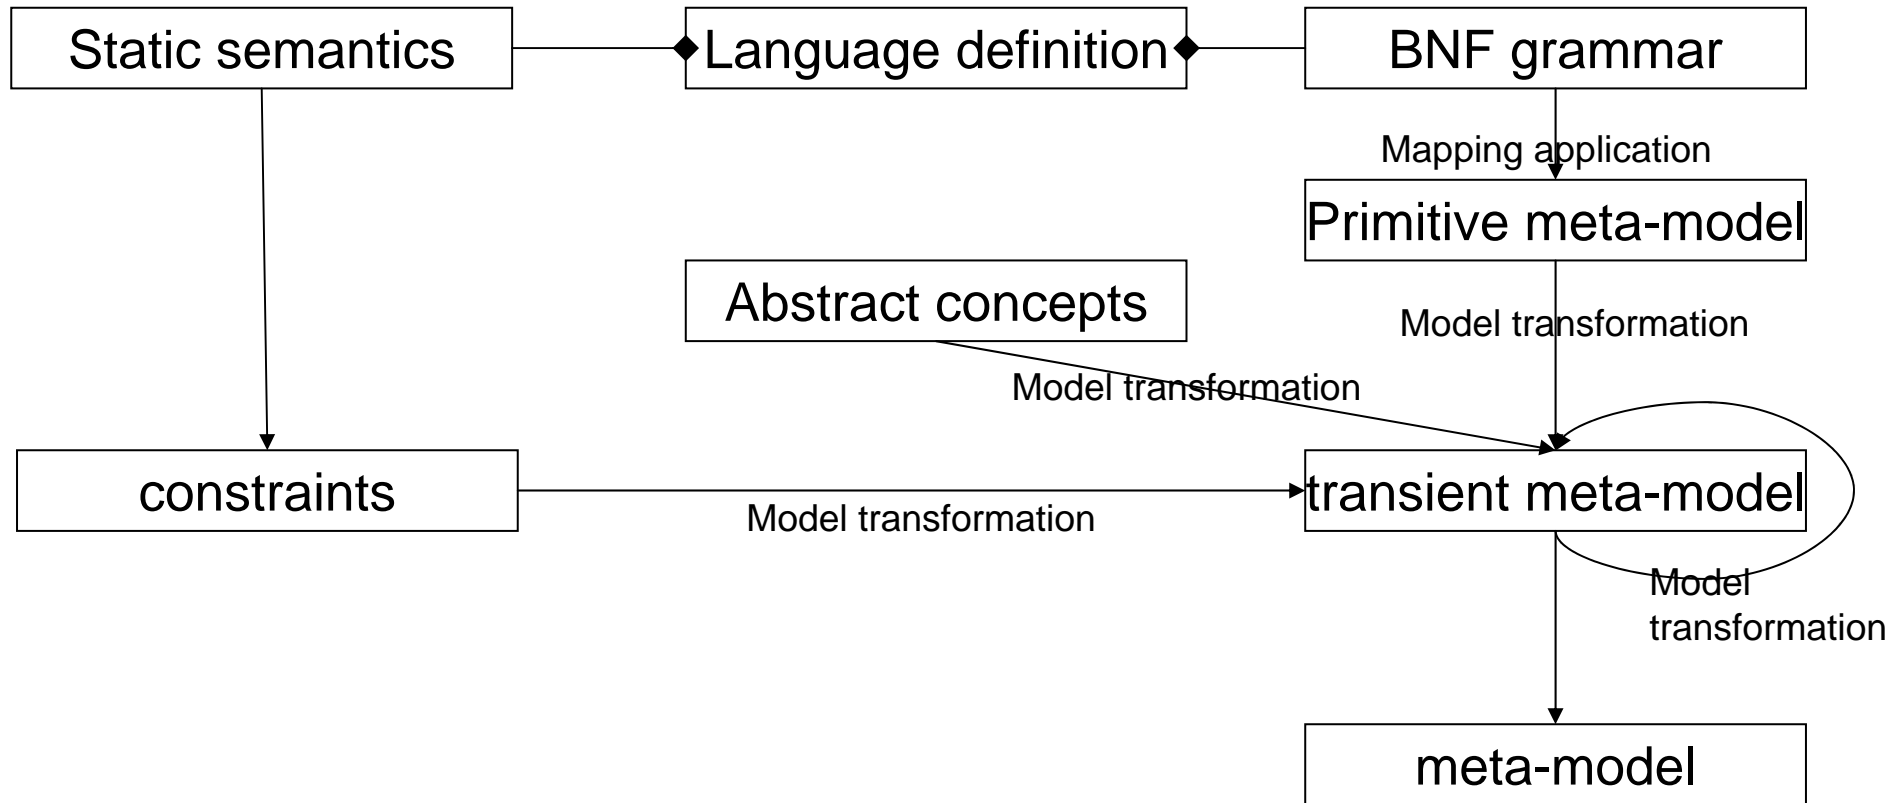 Static semantics
Language definition
BNF grammar
Mapping application
Primitive meta-model
Abstract concepts
Model transformation
Model transformation
constraints
transient meta-model
Model transformation
Model
transformation
meta-model